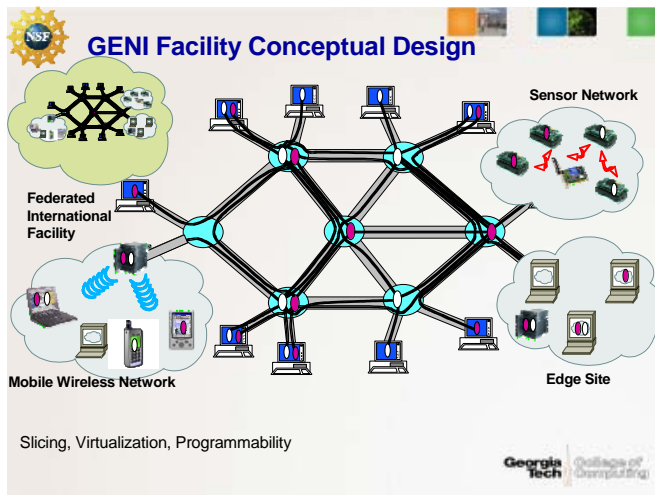 NSF
GENI Facility Conceptual Design
Sensor Network
Federated
International
Facility
Mobile Wireless Network
Edge Site
Slicing, Virtualization, Programmability
Georgia
Tech
College of
Computing